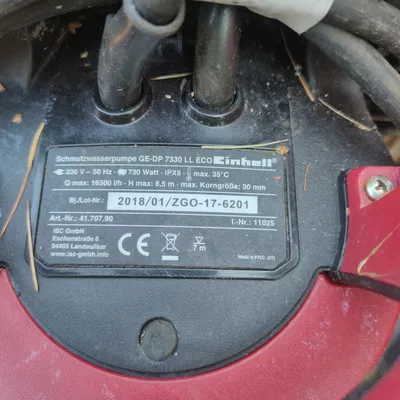 Schmutzwasserpumpe GE-DP 7330 LL ECO Einhell
230 V ~ 50 Hz · 730 Watt · IPX8 · max. 35°C
Q max: 16500 l/h · H max: 8,5 m · max. Korngröße: 30 mm
Bj./Lot-Nr.: 2018/01/ZGO-17-6201
Art.-Nr.: 41.707.90 I.-Nr.: 11025
ISC GmbH
Eschenstraße 6
94405 Landau/Isar
www.isc-gmbh.info
7 m
Made in P.R.C.